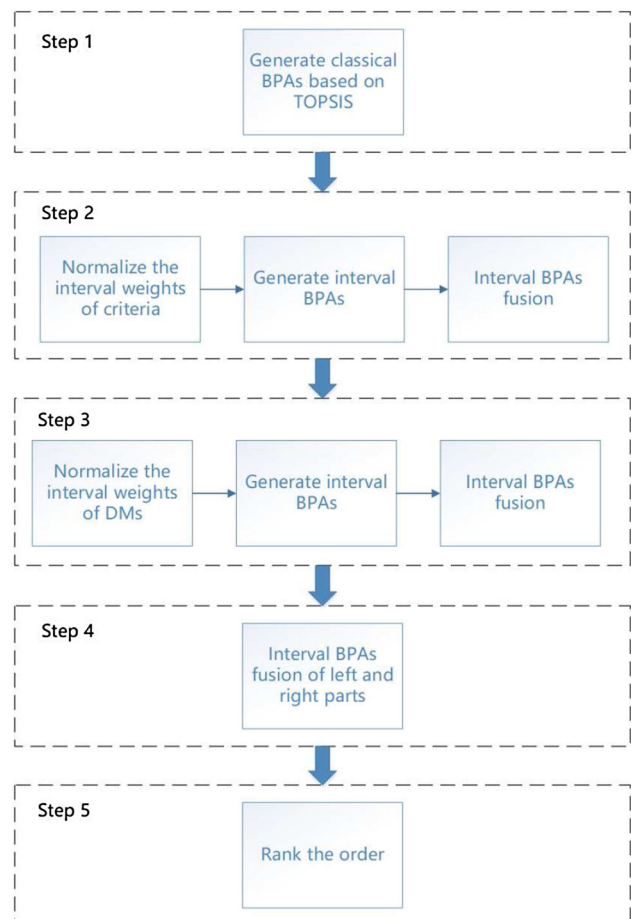 Step 1
Generate classical
BPAs based on
TOPSIS
Step 2
Normalize the
interval weights
of criteria
Generate interval
BPAs
Interval BPAs
fusion
Step 3
Normalize the
interval weights
of DMs
Generate interval
BPAs
Interval BPAs
fusion
Step 4
Interval BPAs
fusion of left and
right parts
Step 5
Rank the order